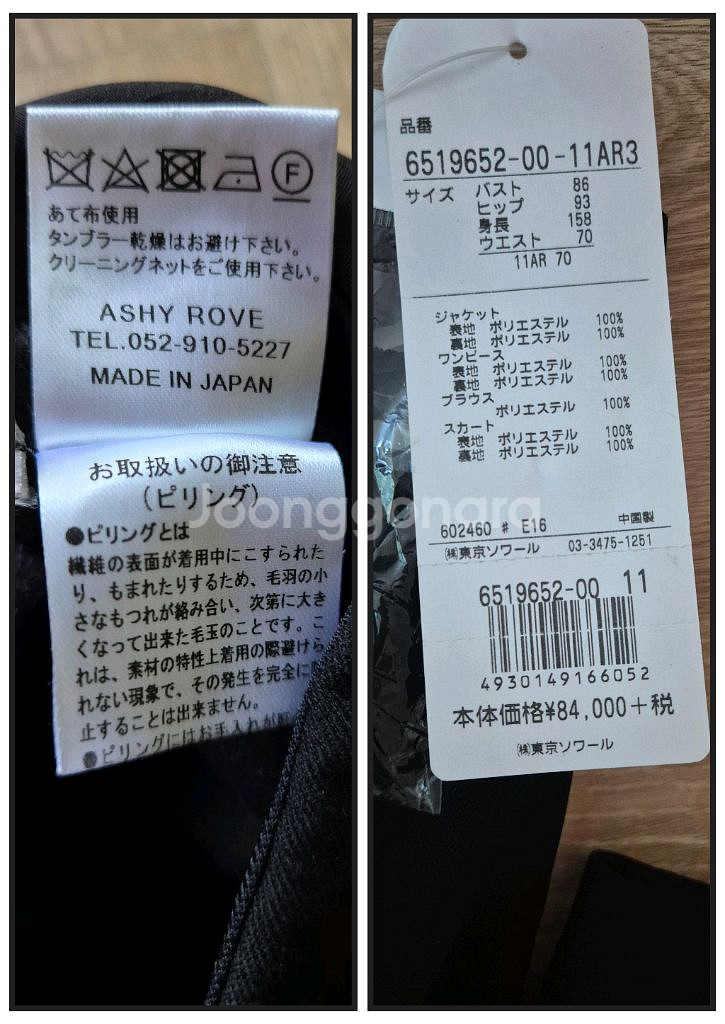 F
あて布使用
タンブラー乾燥はお避け下さい。
クリーニングネットをご使用下さい。
ASHY ROVE
TEL.052-910-5227
MADE IN JAPAN
お取扱いの御注意
(ピリング)
●ピリングとは
繊維の表面が着用中にこすられた
り、もまれたりするため、毛羽の小
さなもつれが絡み合い、次第に大き
くなって出来た毛玉のことです。こ
れは、素材の特性上着用の際避けら
れない現象で、その発生を完全に
止することは出来ません。
●ピリングにはお手入れが
Joonggonara
品番
6519652-00-11AR3
サイズ バスト 86
ヒップ 93
身長 158
ウエスト 70
11AR 70
ジャケット
表地 ポリエステル 100%
裏地 ポリエステル 100%
ワンピース
表地 ポリエステル 100%
裏地 ポリエステル 100%
ブラウス
ポリエステル 100%
スカート
表地 ポリエステル 100%
裏地 ポリエステル 100%
602460 # E16 中国製
㈱東京ソワール 03-3475-1251
6519652-00 11
4930149166052
本体価格¥84,000+税
㈱東京ソワール